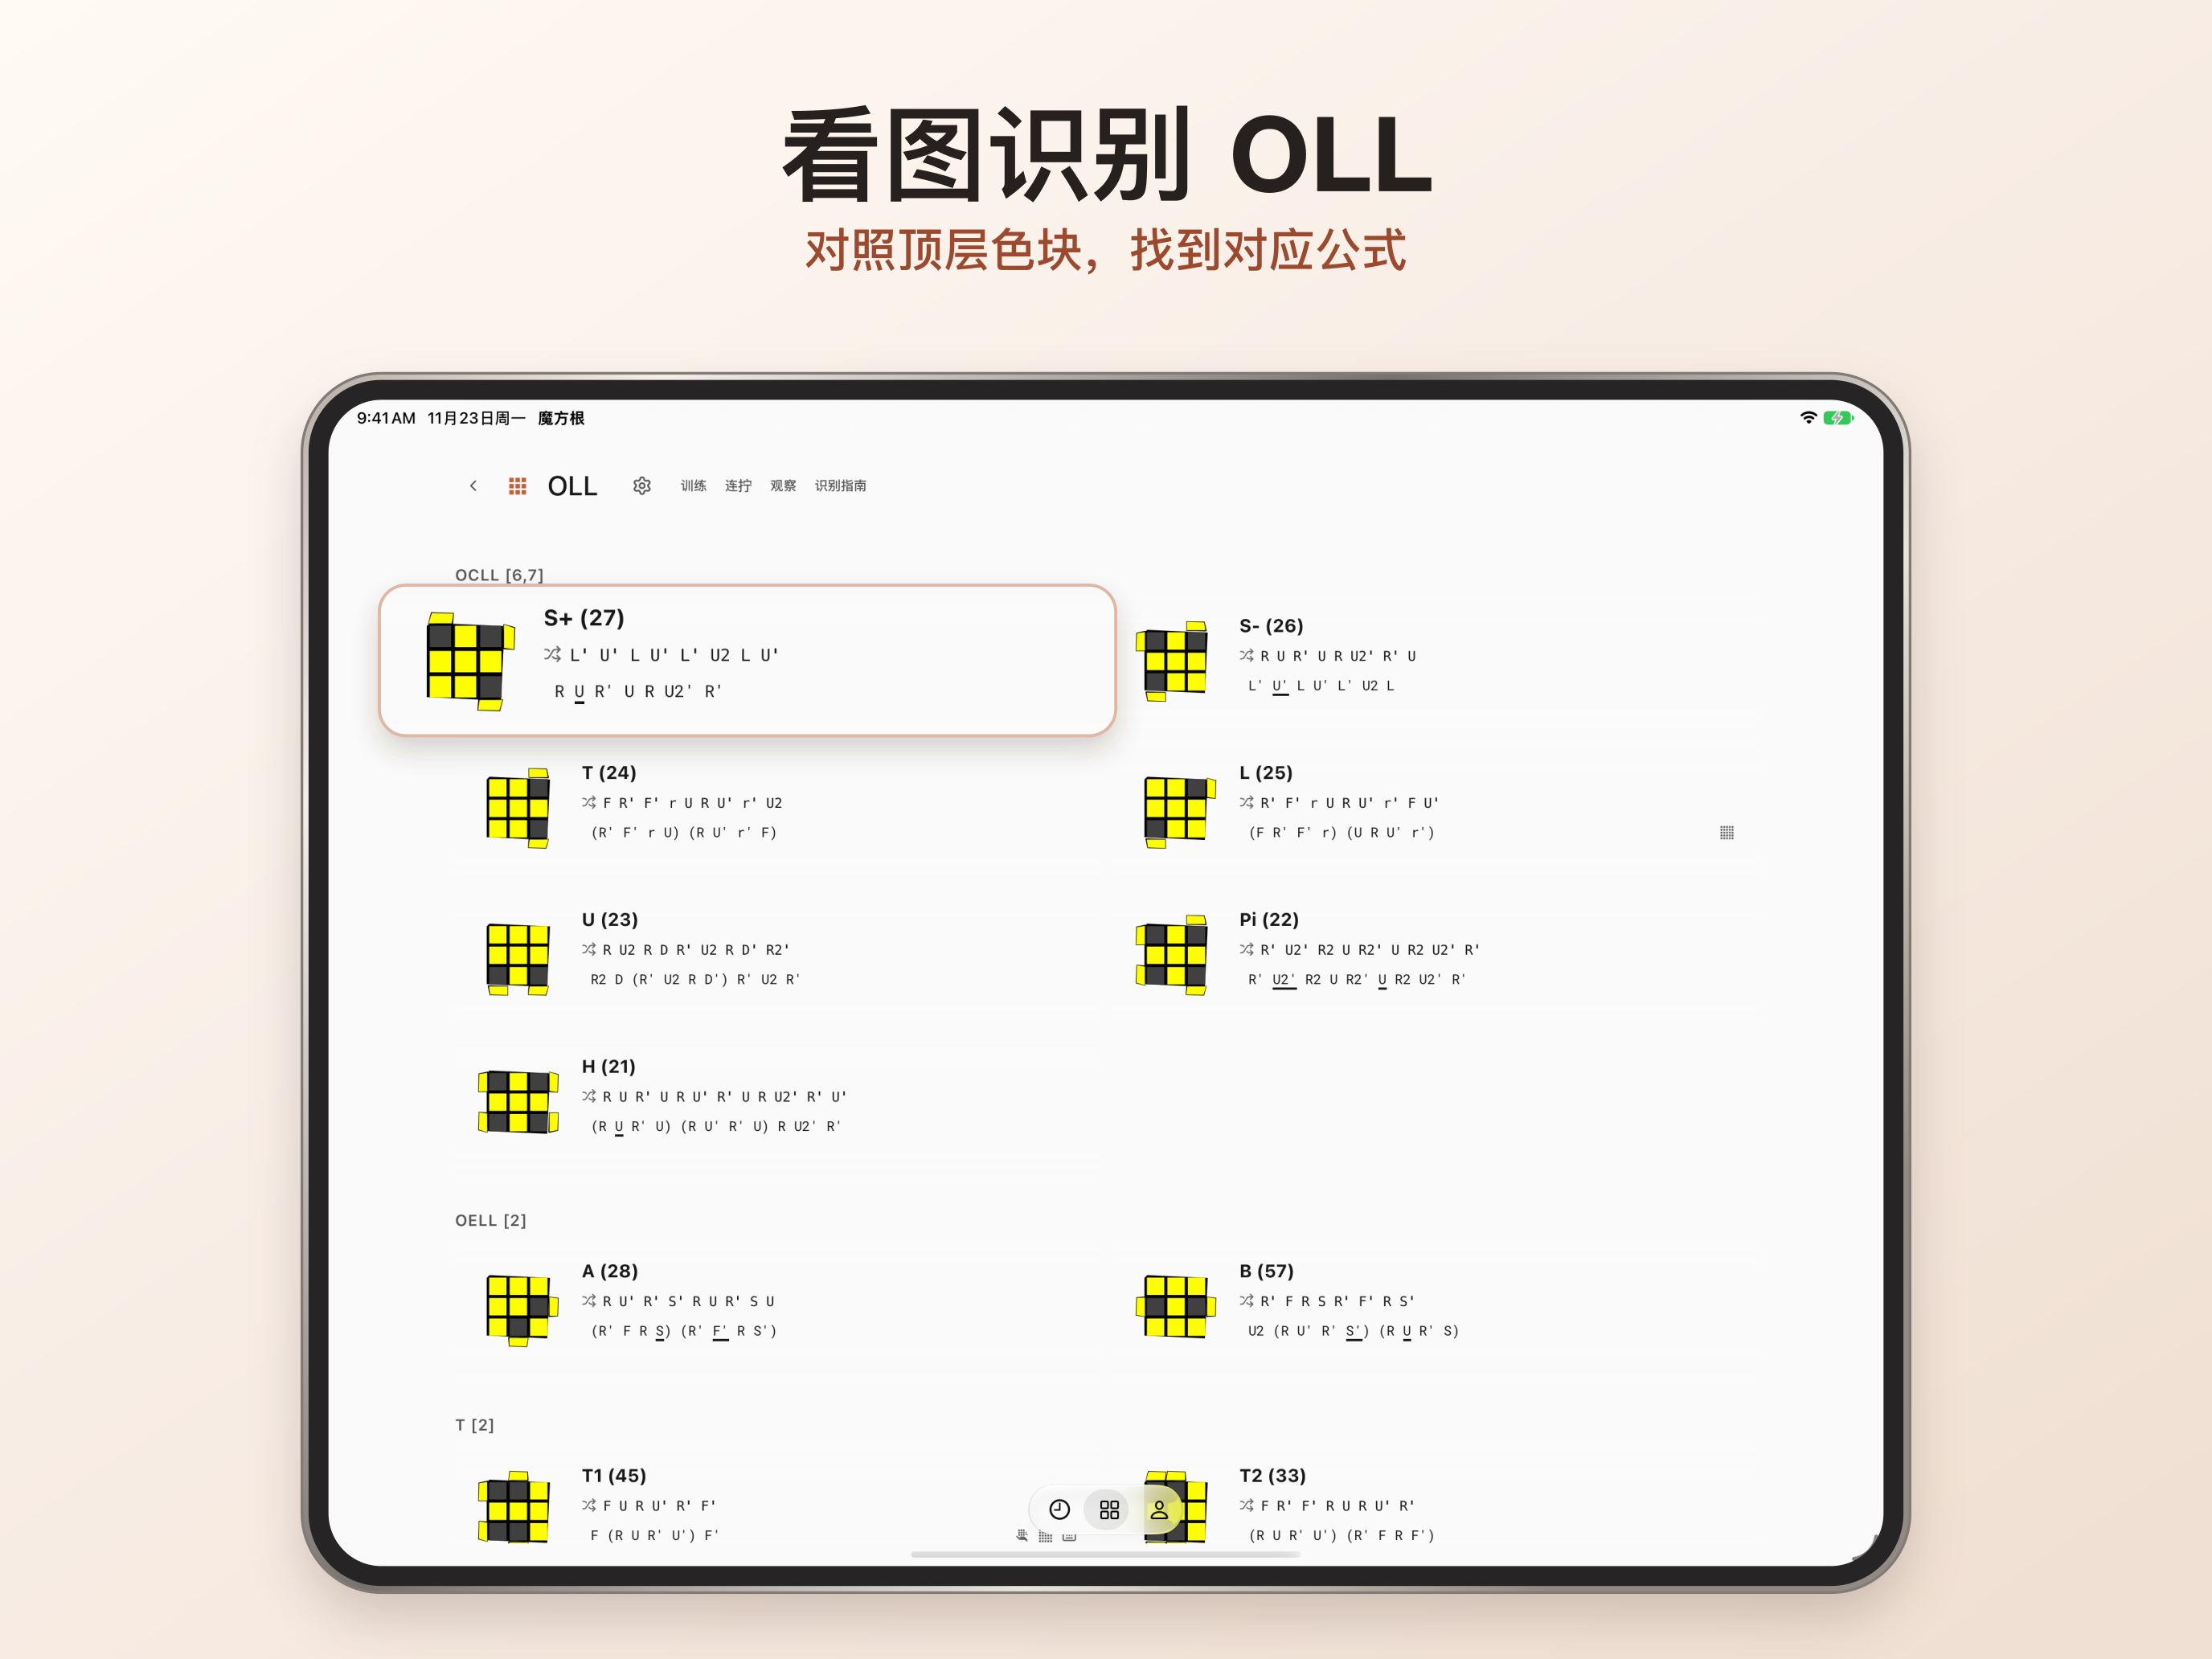 看图识别 OLL
对照顶层色块，找到对应公式
9:41 AM 11月23日周一 魔方根
OLL 训练 连拧 观察 识别指南
OCLL [6,7]
S+ (27)
L' U' L U' L' U2 L U'
R U R' U R U2' R'
S- (26)
R U R' U R U2' R' U
L' U' L U' L' U2 L
T (24)
F R' F' r U R U' r' U2
(R' F' r U) (R U' r' F)
L (25)
R' F' r U R U' r' F U'
(F R' F' r) (U R U' r')
U (23)
R U2 R D R' U2 R D' R2'
R2 D (R' U2 R D') R' U2 R'
Pi (22)
R' U2' R2 U R2' U R2 U2' R'
R' U2' R2 U R2' U R2 U2' R'
H (21)
R U R' U R U' R' U R U2' R' U'
(R U R' U) (R U' R' U) R U2' R'
OELL [2]
A (28)
R U' R' S' R U R' S U
(R' F R S) (R' F' R S')
B (57)
R' F R S R' F' R S'
U2 (R U' R' S') (R U R' S)
T [2]
T1 (45)
F U R U' R' F'
F (R U R' U') F'
T2 (33)
F R' F' R U R U' R'
(R U R' U') (R' F R F')